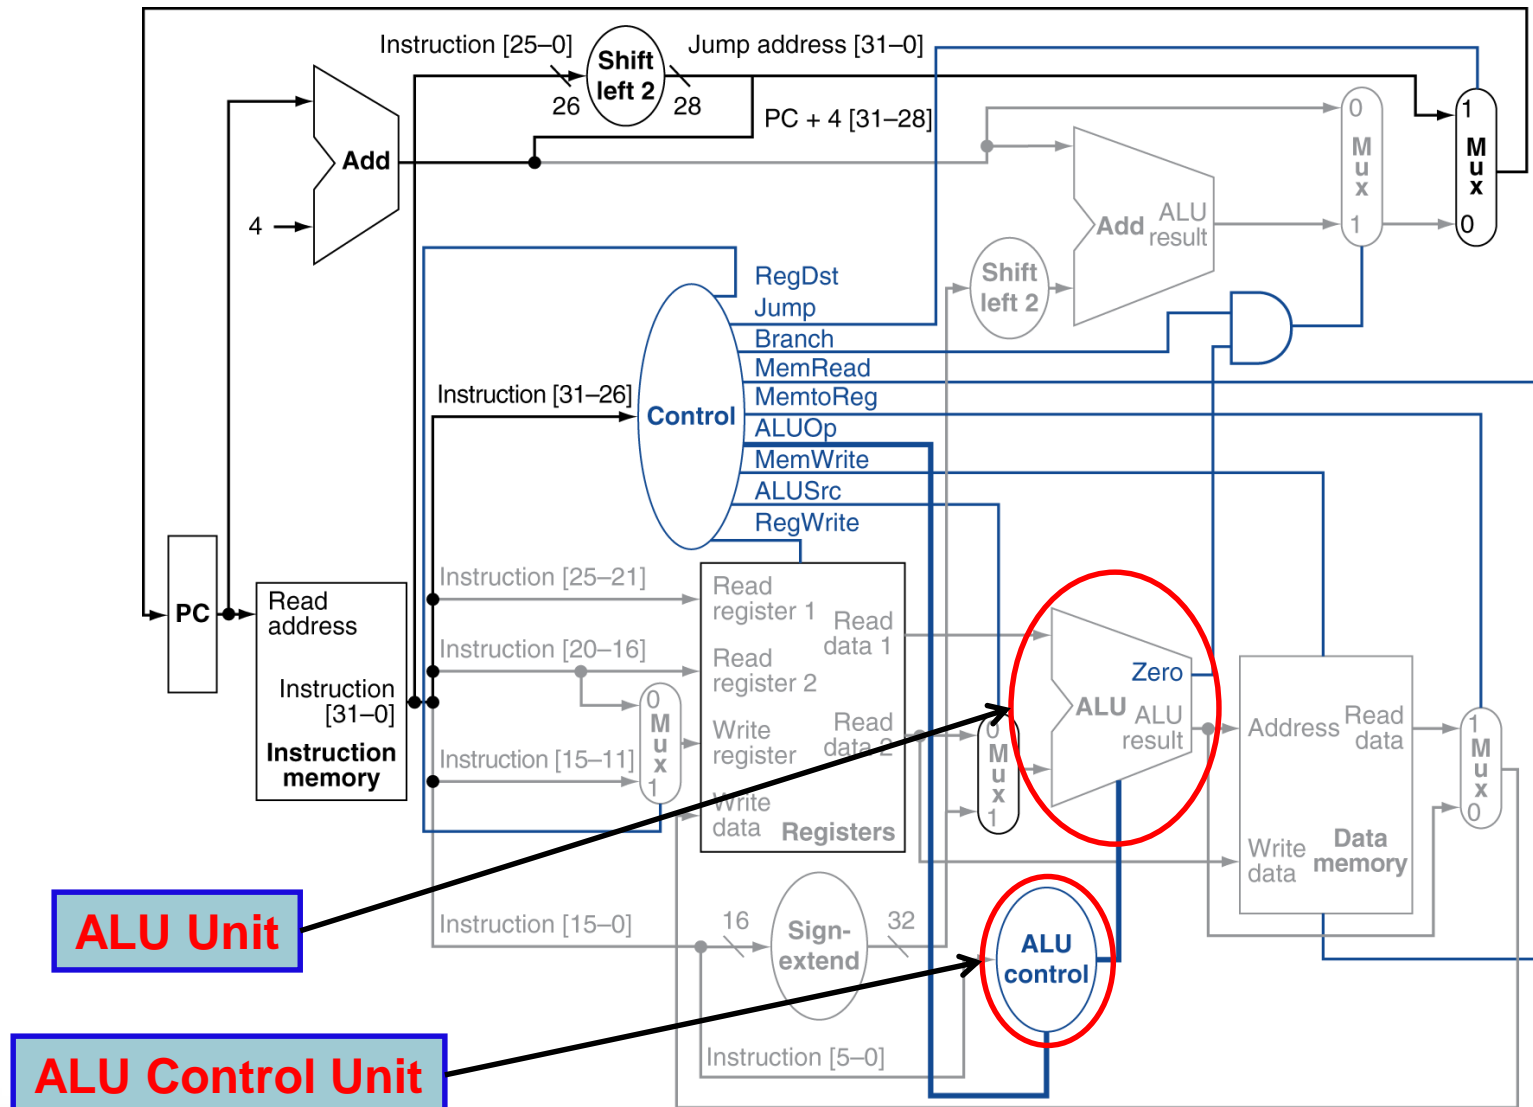 Instruction [25–0]
Shift
left 2
Jump address [31–0]
26
28
PC + 4 [31–28]
Add
4
0
M
u
x
1
1
M
u
x
0
Add
ALU
result
Shift
left 2
RegDst
Jump
Branch
MemRead
MemtoReg
ALUOp
MemWrite
ALUSrc
RegWrite
Instruction [31–26]
Control
PC
Read
address
Instruction
[31–0]
Instruction
memory
Instruction [25–21]
Instruction [20–16]
Instruction [15–11]
0
M
u
x
1
Read
register 1
Read
register 2
Write
register
Write
data
Read
data 1
Read
data 2
Registers
0
M
u
x
1
Zero
ALU
ALU
result
Address
Read
data
Write
data
Data
memory
1
M
u
x
0
ALU Unit
Instruction [15–0]
16
Sign-
extend
32
ALU
control
Instruction [5–0]
ALU Control Unit